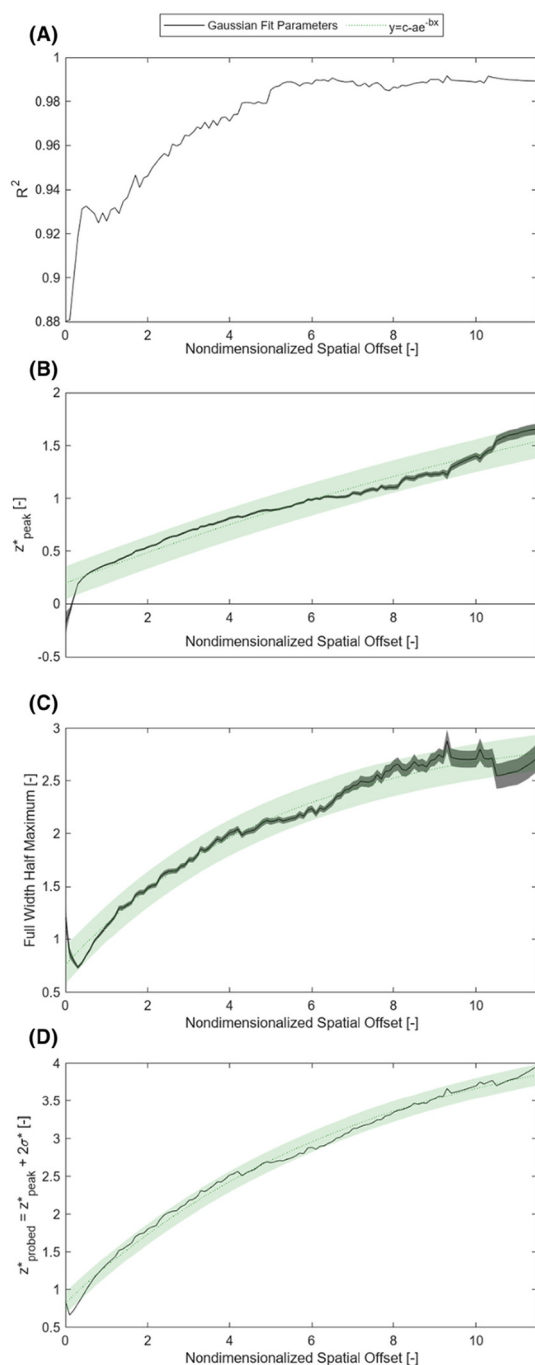 Gaussian Fit Parameters y=c-ae^-bx
(A)
1
0.98
0.96
0.94
0.92
0.9
0.88
R^2
0 2 4 6 8 10
Nondimensionalized Spatial Offset [-]
(B)
2
1.5
1
0.5
0
-0.5
z*peak [-]
0 2 4 6 8 10
Nondimensionalized Spatial Offset [-]
(C)
3
2.5
2
1.5
1
0.5
Full Width Half Maximum [-]
0 2 4 6 8 10
Nondimensionalized Spatial Offset [-]
(D)
4
3.5
3
2.5
2
1.5
1
0.5
z*probed = z*peak + 2σ* [-]
0 2 4 6 8 10
Nondimensionalized Spatial Offset [-]